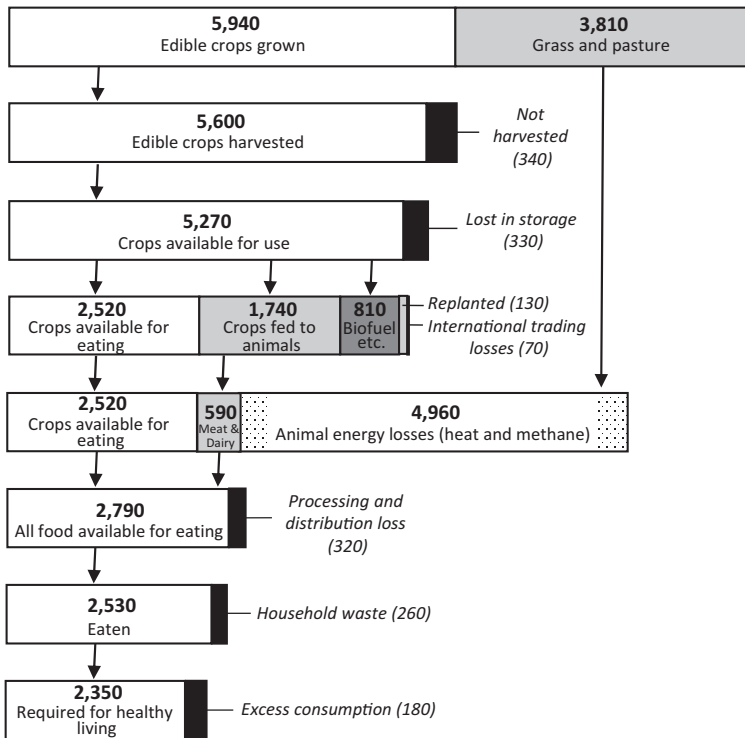 5,940
Edible crops grown
3,810
Grass and pasture
5,600
Edible crops harvested
Not
harvested
(340)
5,270
Crops available for use
Lost in storage
(330)
2,520
Crops available for
eating
1,740
Crops fed to
animals
810
Biofuel
etc.
Replanted (130)
International trading
losses (70)
2,520
Crops available for
eating
590
Meat &
Dairy
4,960
Animal energy losses (heat and methane)
2,790
All food available for eating
Processing and
distribution loss
(320)
2,530
Eaten
Household waste (260)
2,350
Required for healthy
living
Excess consumption (180)